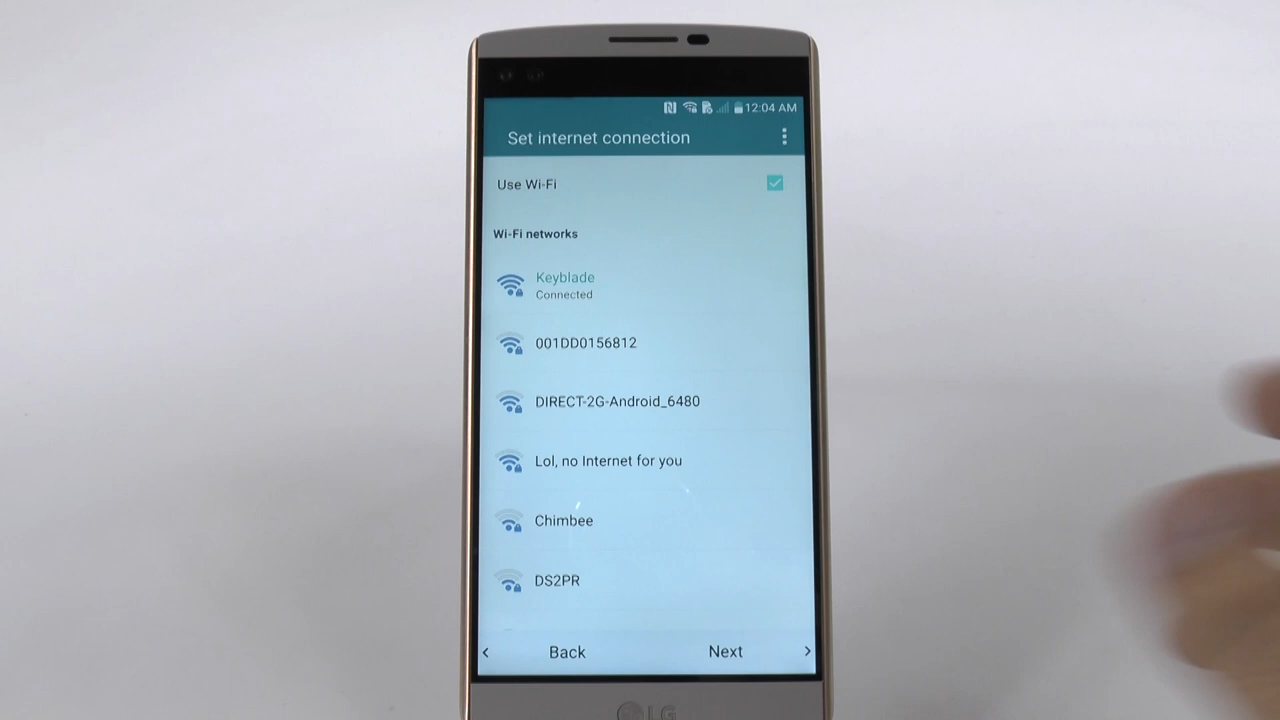 12:04 AM
Set internet connection
Use Wi-Fi
Wi-Fi networks
Keyblade
Connected
001DD0156812
DIRECT-2G-Android_6480
Lol, no Internet for you
Chimbee
DS2PR
Back
Next
LG